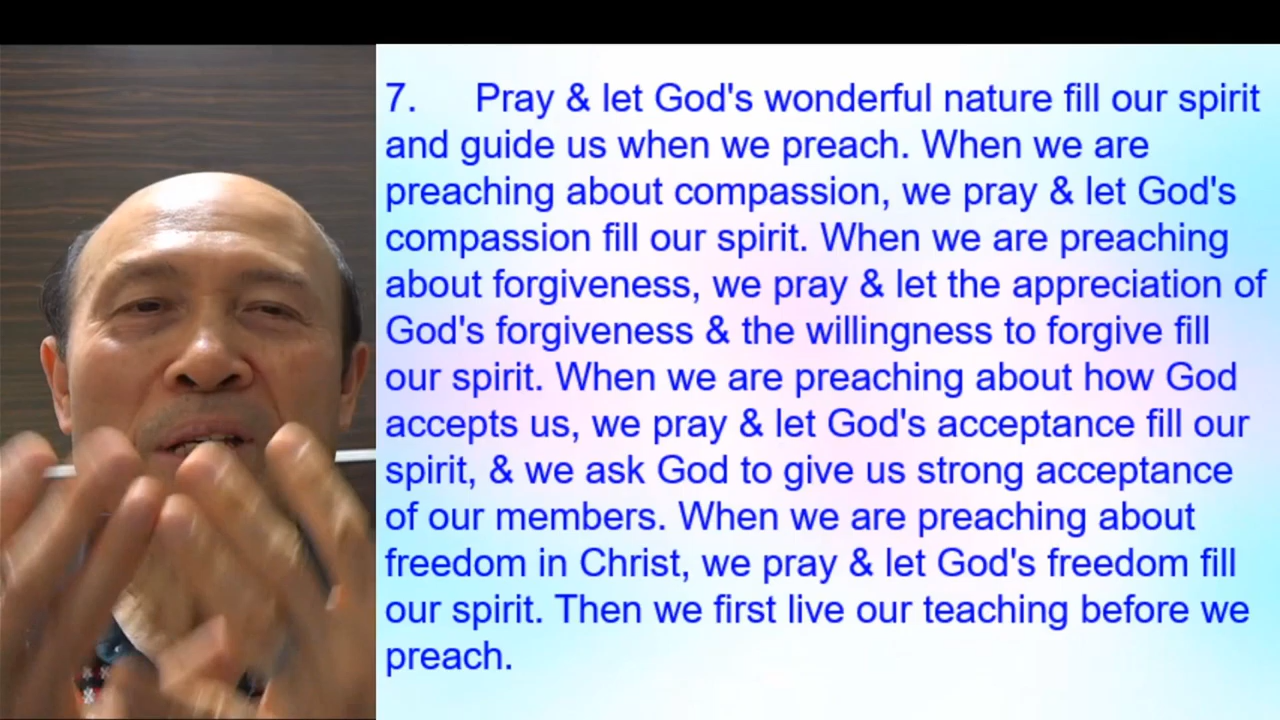 7. Pray & let God's wonderful nature fill our spirit
and guide us when we preach. When we are
preaching about compassion, we pray & let God's
compassion fill our spirit. When we are preaching
about forgiveness, we pray & let the appreciation of
God's forgiveness & the willingness to forgive fill
our spirit. When we are preaching about how God
accepts us, we pray & let God's acceptance fill our
spirit, & we ask God to give us strong acceptance
of our members. When we are preaching about
freedom in Christ, we pray & let God's freedom fill
our spirit. Then we first live our teaching before we
preach.